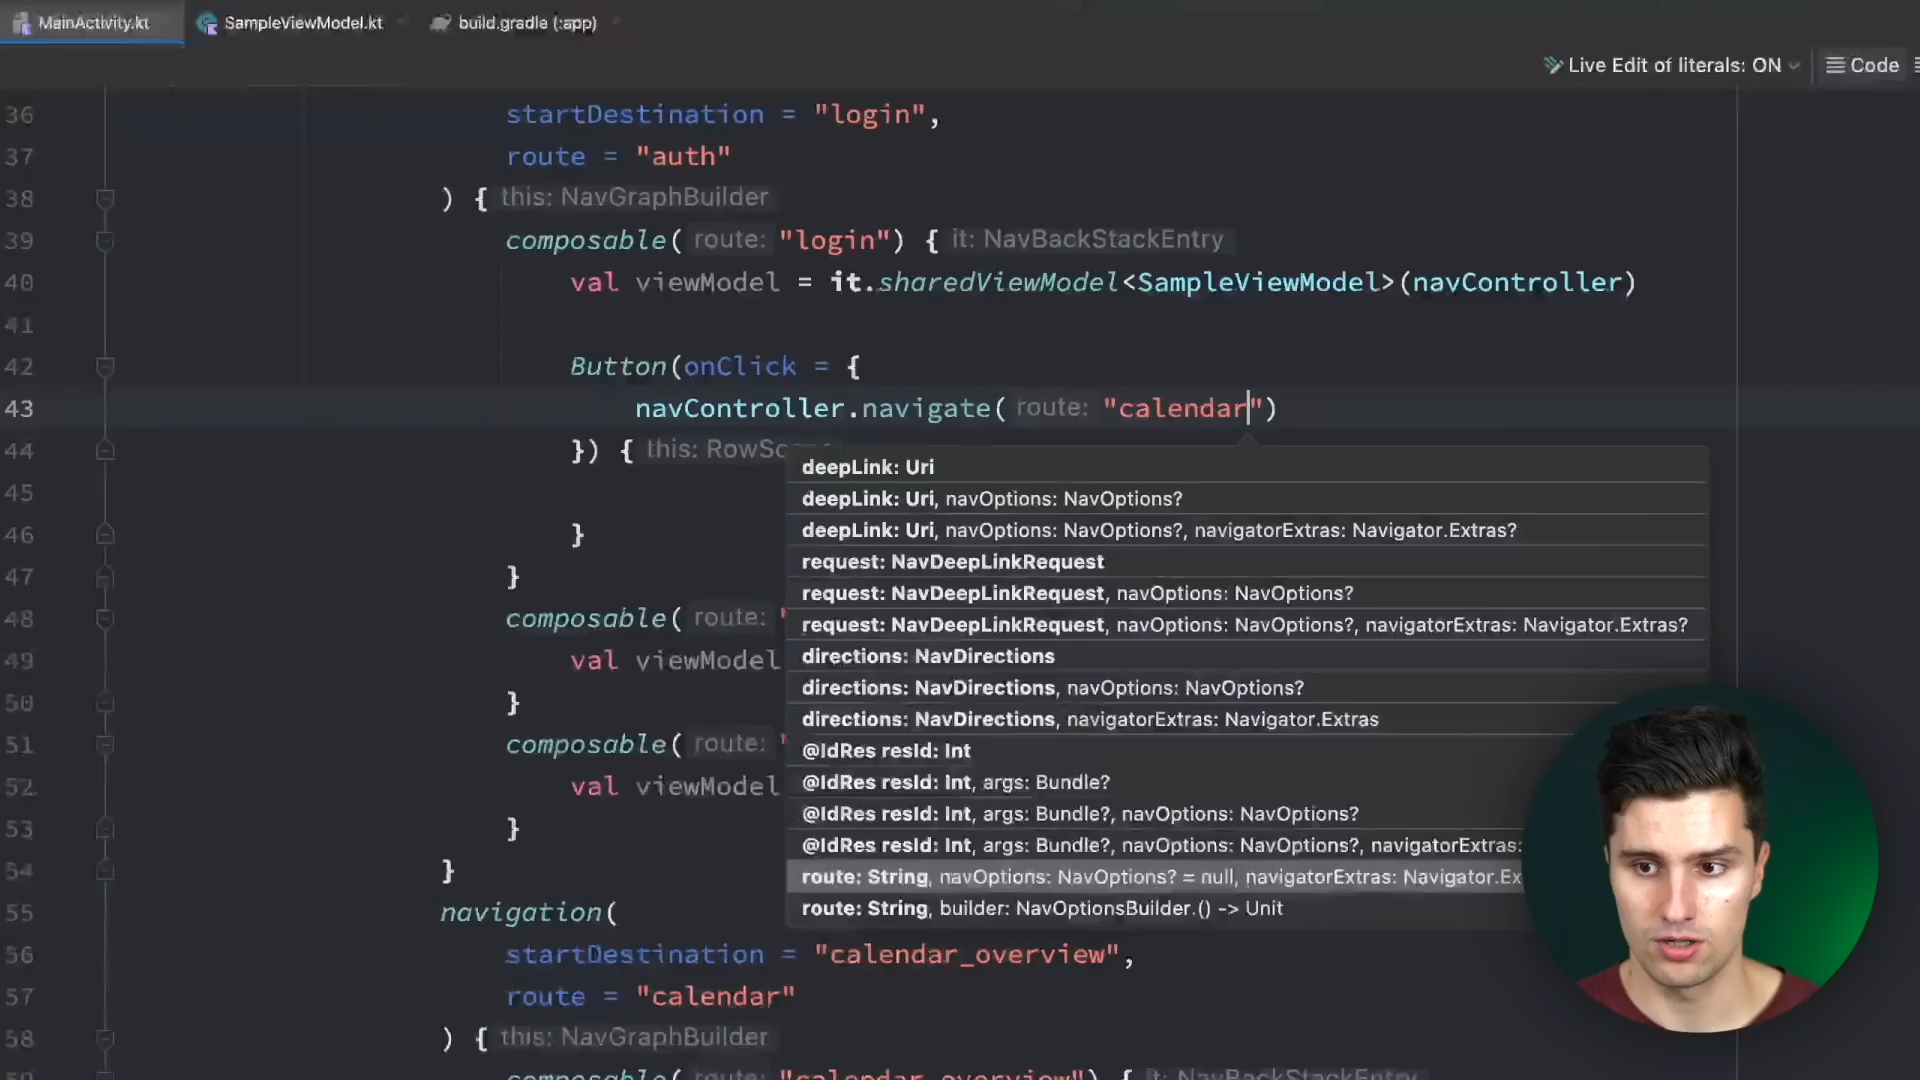 MainActivity.kt SampleViewModel.kt build.gradle (:app)
Live Edit of literals: ON Code
36 startDestination = "login",
37 route = "auth"
38 ) { this: NavGraphBuilder
39 composable( route: "login") { it: NavBackStackEntry
40 val viewModel = it.sharedViewModel<SampleViewModel>(navController)
41
42 Button(onClick = {
43 navController.navigate( route: "calendar")
44 }) { this: RowSc
deepLink: Uri
45 deepLink: Uri, navOptions: NavOptions?
46 } deepLink: Uri, navOptions: NavOptions?, navigatorExtras: Navigator.Extras?
request: NavDeepLinkRequest
47 }
request: NavDeepLinkRequest, navOptions: NavOptions?
48 composable( route: "
request: NavDeepLinkRequest, navOptions: NavOptions?, navigatorExtras: Navigator.Extras?
49 val viewModel directions: NavDirections
directions: NavDirections, navOptions: NavOptions?
50 }
directions: NavDirections, navigatorExtras: Navigator.Extras
51 composable( route: " @IdRes resId: Int
52 val viewModel @IdRes resId: Int, args: Bundle?
@IdRes resId: Int, args: Bundle?, navOptions: NavOptions?
53 }
@IdRes resId: Int, args: Bundle?, navOptions: NavOptions?, navigatorExtras:
54 } route: String, navOptions: NavOptions? = null, navigatorExtras: Navigator.Ex
55 navigation( route: String, builder: NavOptionsBuilder.() -> Unit
56 startDestination = "calendar_overview",
57 route = "calendar"
58 ) { this: NavGraphBuilder
59 composable( route: "calendar_overview") { it: NavBackStackEntry